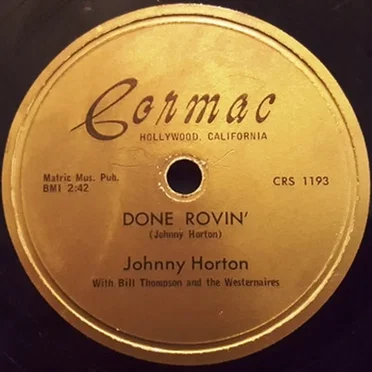 Cormac
HOLLYWOOD, CALIFORNIA
Matric Mus. Pub.
BMI 2:42
CRS 1193
DONE ROVIN'
(Johnny Horton)
Johnny Horton
With Bill Thompson and the Westernaires